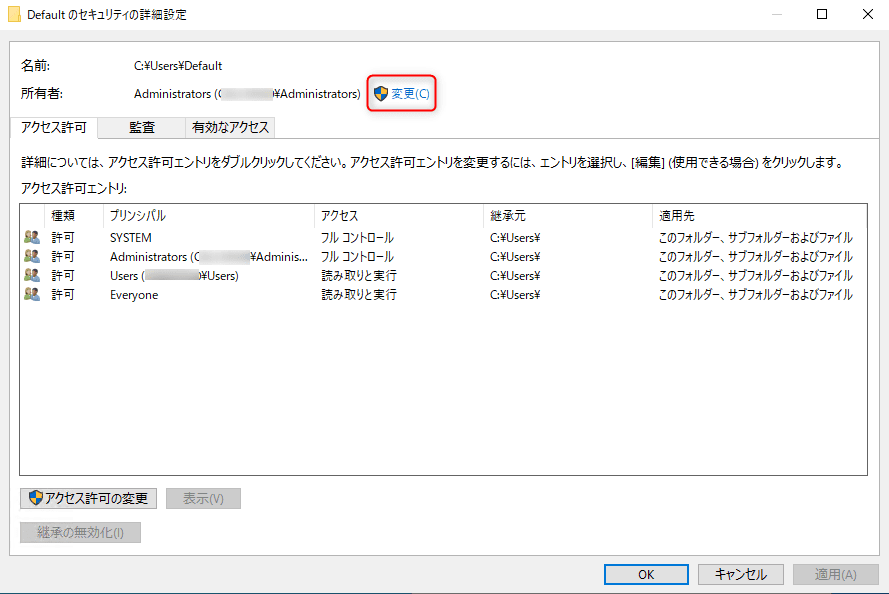 Default のセキュリティの詳細設定
名前: C:¥Users¥Default
所有者: Administrators ( ¥Administrators) 変更(C)
アクセス許可 監査 有効なアクセス
詳細については、アクセス許可エントリをダブルクリックしてください。アクセス許可エントリを変更するには、エントリを選択し、[編集] (使用できる場合) をクリックします。
アクセス許可エントリ:
種類 プリンシパル アクセス 継承元 適用先
許可 SYSTEM フル コントロール C:¥Users¥ このフォルダー、サブフォルダーおよびファイル
許可 Administrators ( ¥Adminis... フル コントロール C:¥Users¥ このフォルダー、サブフォルダーおよびファイル
許可 Users ( ¥Users) 読み取りと実行 C:¥Users¥ このフォルダー、サブフォルダーおよびファイル
許可 Everyone 読み取りと実行 C:¥Users¥ このフォルダー、サブフォルダーおよびファイル
アクセス許可の変更 表示(V)
継承の無効化(I)
OK キャンセル 適用(A)